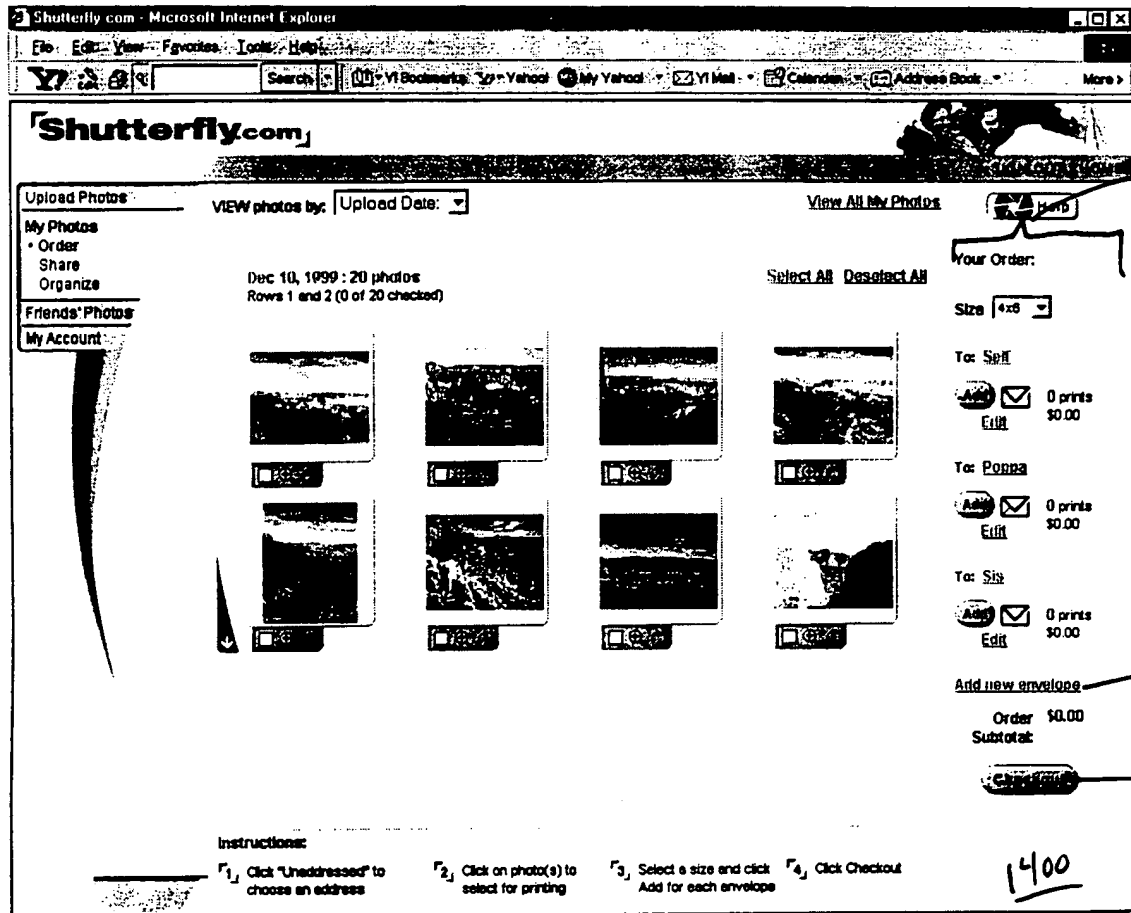 Shutterfly.com - Microsoft Internet Explorer
File Edit View Favorites Tools Help
Y! Search Y! Bookmarks Y! Yahoo! My Yahoo! Y! Mail Calendar Address Book More >
Shutterfly.com
Upload Photos
My Photos
• Order
Share
Organize
Friends' Photos
My Account
VIEW photos by: Upload Date:
View All My Photos
Help
Dec 10, 1999 : 20 photos
Rows 1 and 2 (0 of 20 checked)
Select All Deselect All
Your Order:
Size 4x6
To: Self
Add 0 prints
Edit $0.00
To: Poppa
Add 0 prints
Edit $0.00
To: Sis
Add 0 prints
Edit $0.00
Add new envelope
Order $0.00
Subtotal:
Checkout
Instructions:
1 Click "Unaddressed" to choose an address
2 Click on photo(s) to select for printing
3 Select a size and click Add for each envelope
4 Click Checkout
1400